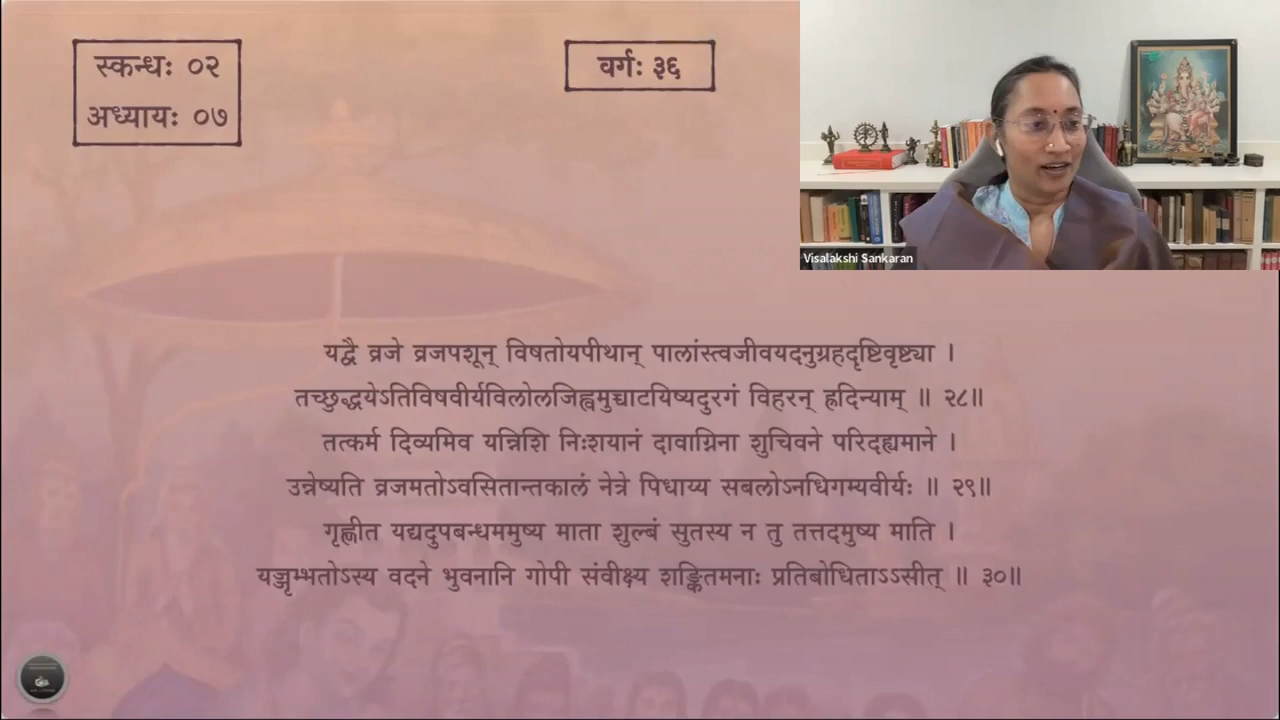 स्कन्धः ०२
अध्यायः ०७
वर्गः ३६
Visalakshi Sankaran
यद्वै व्रजे व्रजपशून् विषतोयपीथान् पालांस्त्वजीवयदनुग्रहदृष्टिवृष्ट्या ।
तच्छुद्धयेऽतिविषवीर्यविलोलजिह्वमुच्चाटयिष्यदुरगं विहरन् ह्रदिन्याम् ॥ २८॥
तत्कर्म दिव्यमिव यन्निशि निःशयानं दावाग्निना शुचिवने परिदह्यमाने ।
उन्नेष्यति व्रजमतोऽवसितान्तकालं नेत्रे पिधाय्य सबलोऽनधिगम्यवीर्यः ॥ २९॥
गृह्णीत यद्यदुपबन्धममुष्य माता शुल्बं सुतस्य न तु तत्तदमुष्य माति ।
यज्जृम्भतोऽस्य वदने भुवनानि गोपी संवीक्ष्य शङ्कितमनाः प्रतिबोधिताऽऽसीत् ॥ ३०॥